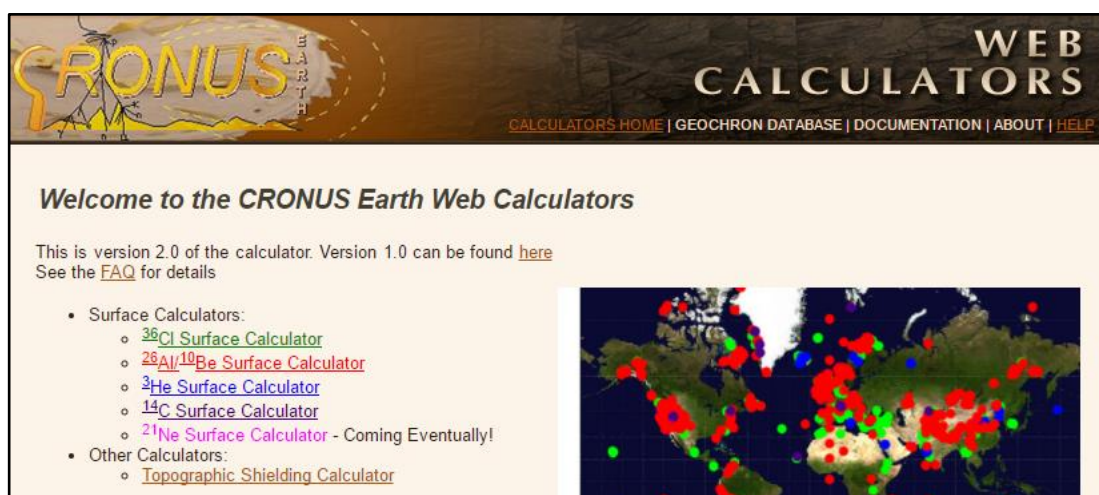 CRONUS
EARTH
WEB
CALCULATORS
CALCULATORS HOME | GEOCHRON DATABASE | DOCUMENTATION | ABOUT | HELP
Welcome to the CRONUS Earth Web Calculators
This is version 2.0 of the calculator. Version 1.0 can be found here
See the FAQ for details
• Surface Calculators:
◦ ³⁶Cl Surface Calculator
◦ ²⁶Al/¹⁰Be Surface Calculator
◦ ³He Surface Calculator
◦ ¹⁴C Surface Calculator
◦ ²¹Ne Surface Calculator - Coming Eventually!
• Other Calculators:
◦ Topographic Shielding Calculator